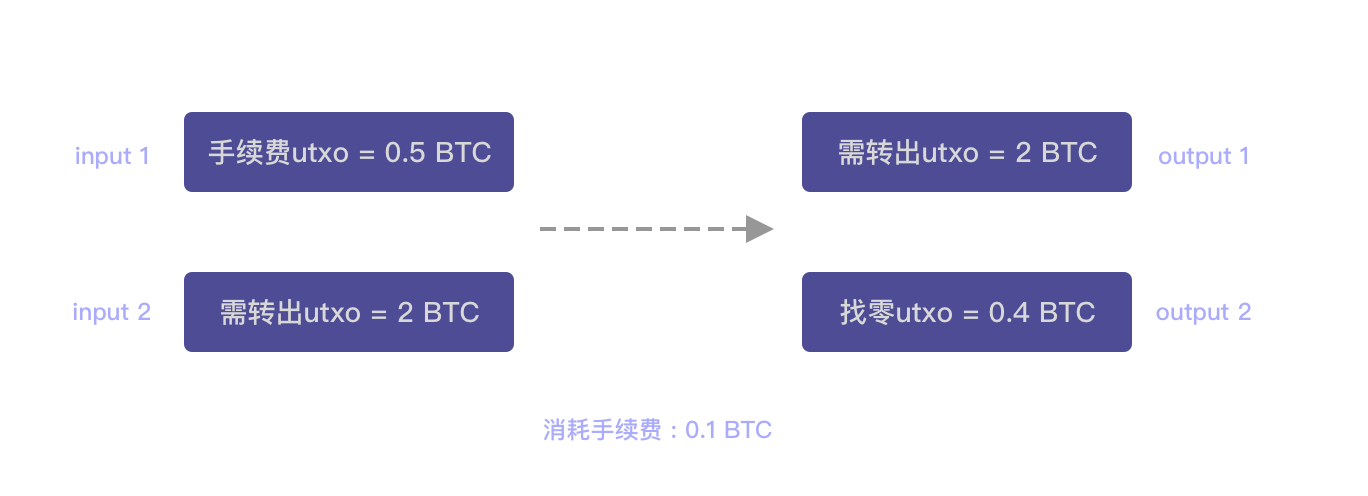 input 1
手续费utxo = 0.5 BTC
需转出utxo = 2 BTC
output 1
input 2
需转出utxo = 2 BTC
找零utxo = 0.4 BTC
output 2
消耗手续费 : 0.1 BTC